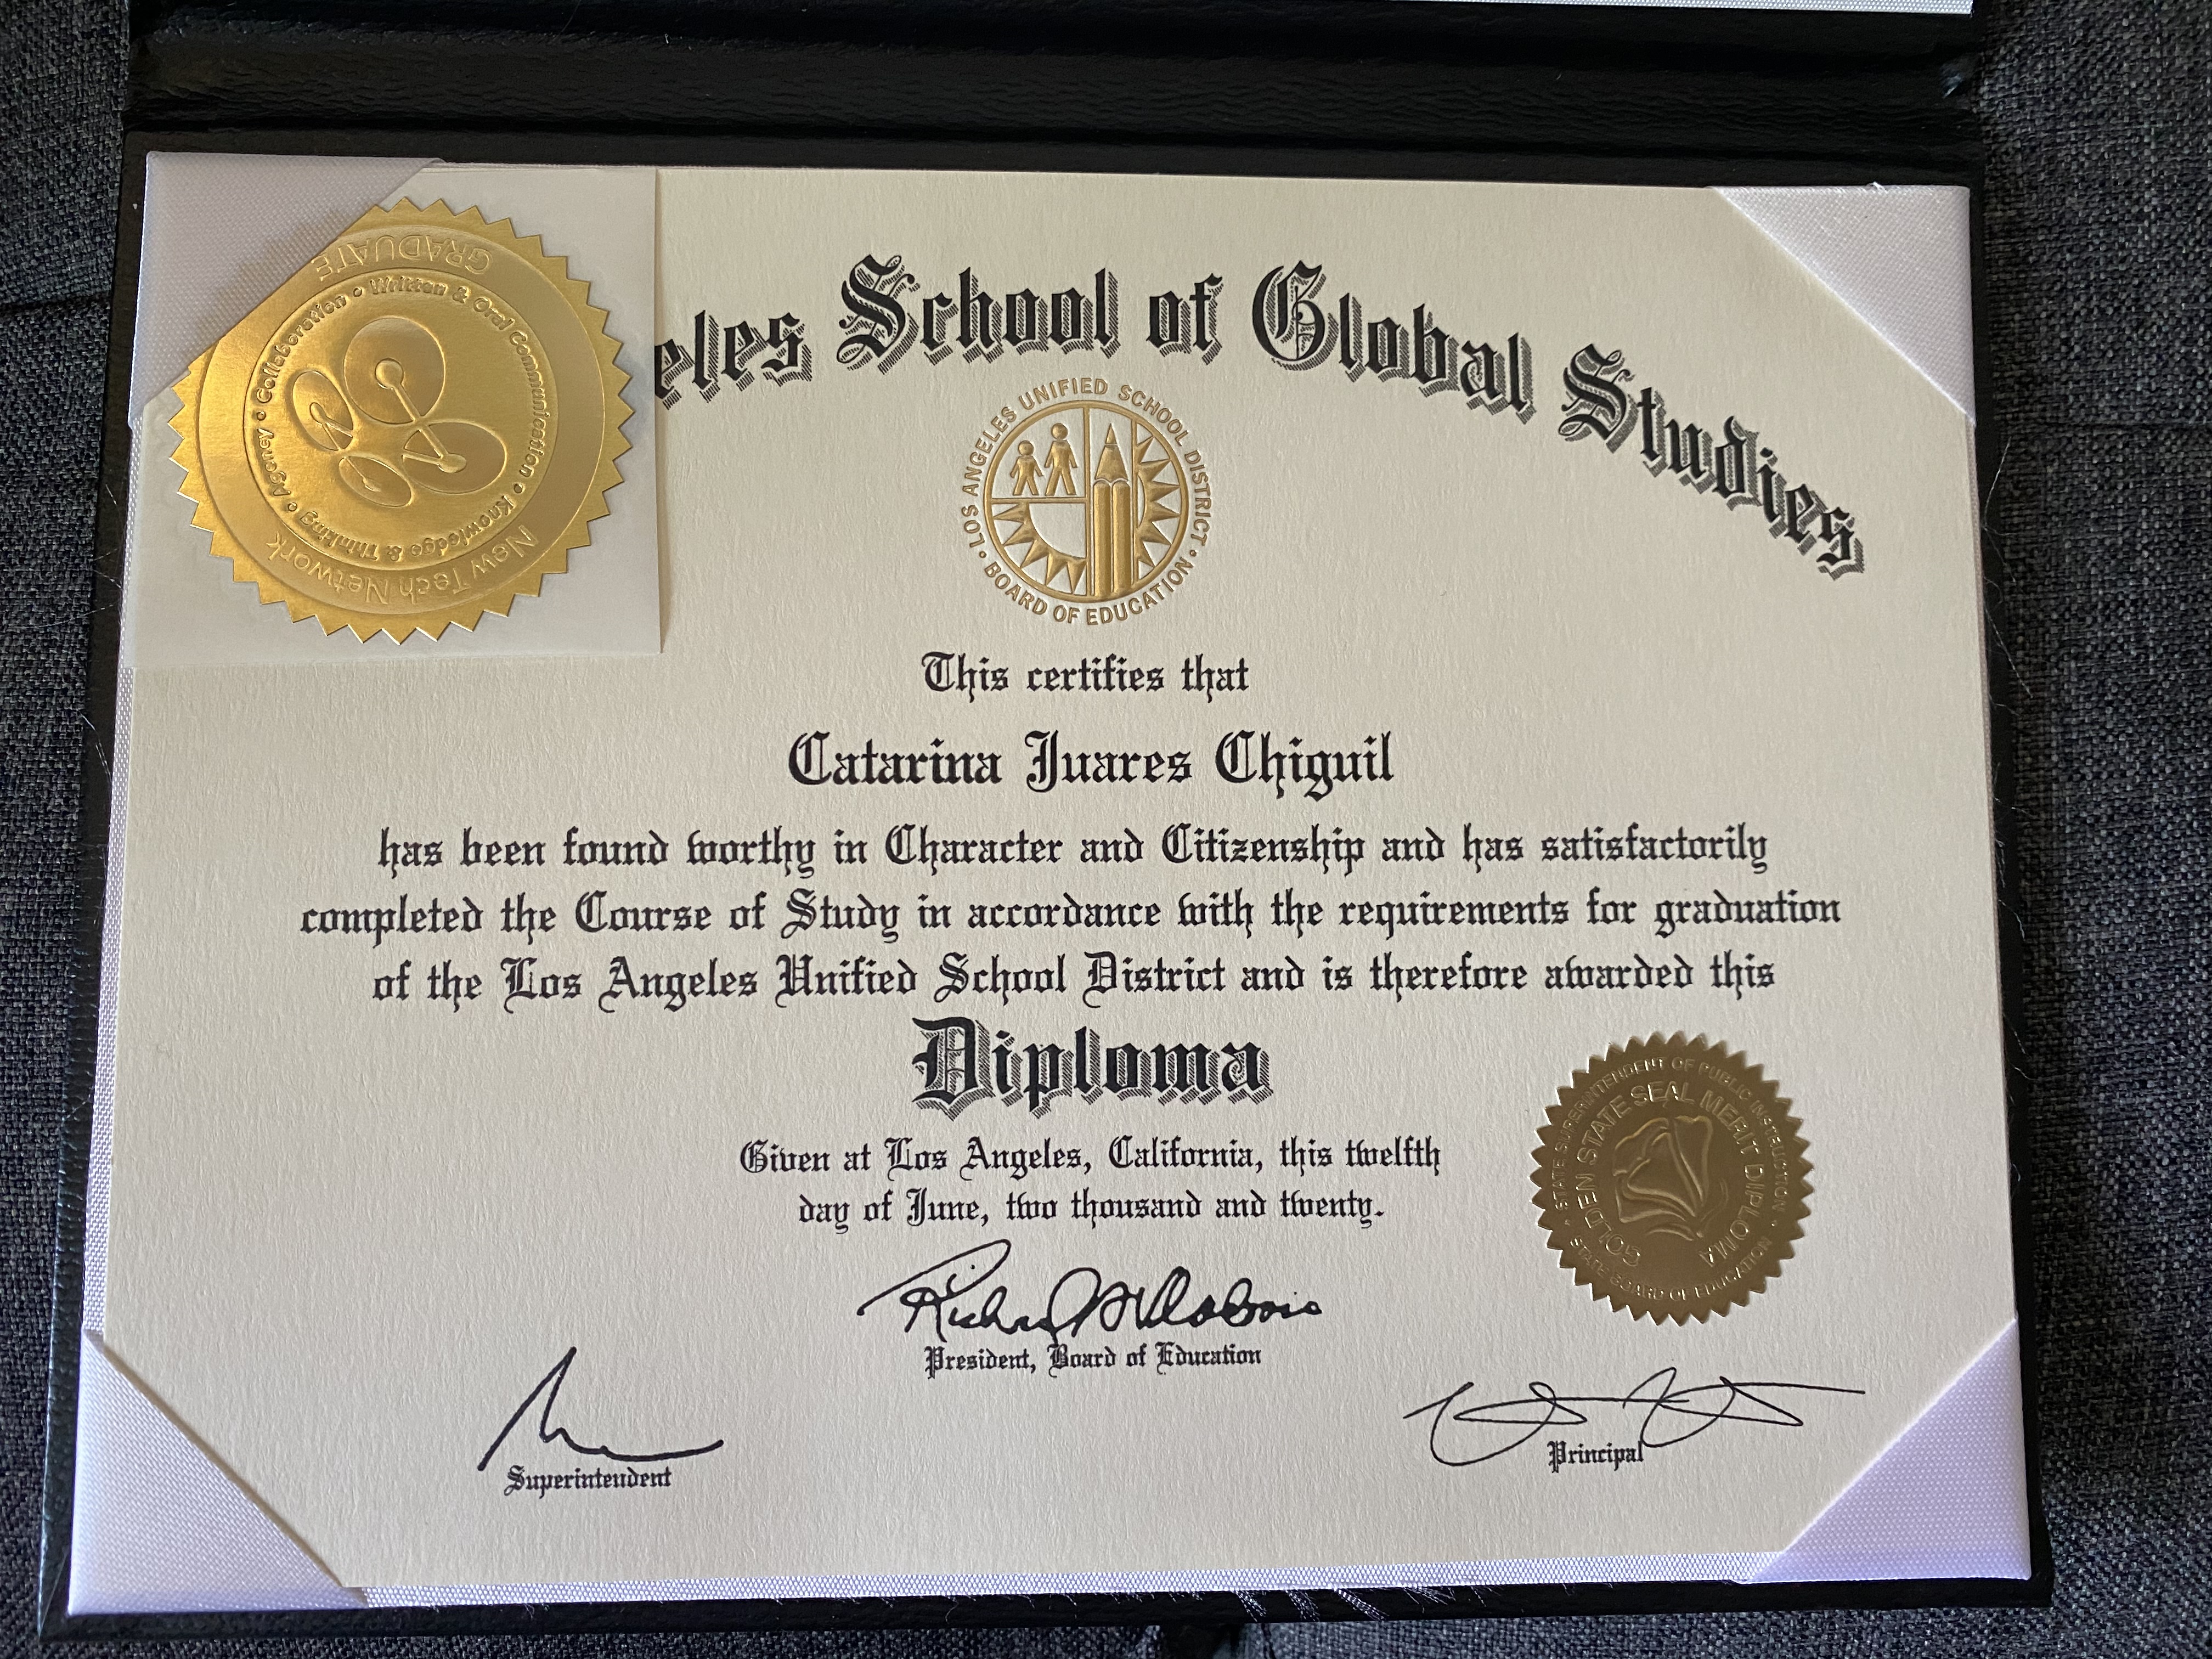 eles School of Global Studies
New Tech Network
GRADUATE
Knowledge & Thinking • Agency • Collaboration • Written & Oral Communication •
LOS ANGELES UNIFIED SCHOOL DISTRICT • BOARD OF EDUCATION •
This certifies that
Catarina Juarez Chiguil
has been found worthy in Character and Citizenship and has satisfactorily
completed the Course of Study in accordance with the requirements for graduation
of the Los Angeles Unified School District and is therefore awarded this
Diploma
Given at Los Angeles, California, this twelfth
day of June, two thousand and twenty.
STATE SUPERINTENDENT OF PUBLIC INSTRUCTION • STATE BOARD OF EDUCATION •
GOLDEN STATE SEAL MERIT DIPLOMA
Superintendent
President, Board of Education
Principal